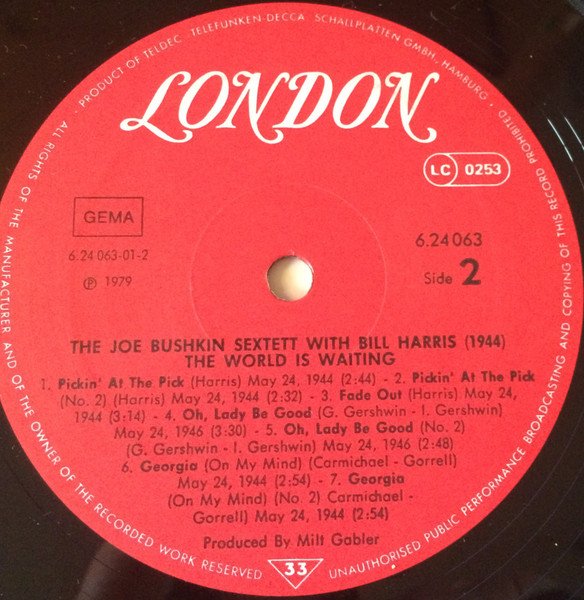 PRODUCT OF TELDEC · TELEFUNKEN-DECCA SCHALLPLATTEN GMBH, HAMBURG
ALL RIGHTS OF THE MANUFACTURER AND OF THE OWNER OF THE RECORDED WORK RESERVED
UNAUTHORISED PUBLIC PERFORMANCE BROADCASTING AND COPYING OF THIS RECORD PROHIBITED
LONDON
LC 0253
GEMA
6.24 063-01-2
℗ 1979
6.24 063
Side 2
THE JOE BUSHKIN SEXTETT WITH BILL HARRIS (1944)
THE WORLD IS WAITING
1. Pickin' At The Pick (Harris) May 24, 1944 (2:44) - 2. Pickin' At The Pick
(No. 2) (Harris) May 24, 1944 (2:32) - 3. Fade Out (Harris) May 24,
1944 (3:14) - 4. Oh, Lady Be Good (G. Gershwin - I. Gershwin)
May 24, 1946 (3:30) - 5. Oh, Lady Be Good (No. 2)
(G. Gershwin - I. Gershwin) May 24, 1946 (2:48)
6. Georgia (On My Mind) (Carmichael - Gorrell)
May 24, 1944 (2:54) - 7. Georgia
(On My Mind) (No. 2) Carmichael -
Gorrell) May 24, 1944 (2:54)
Produced By Milt Gabler
33